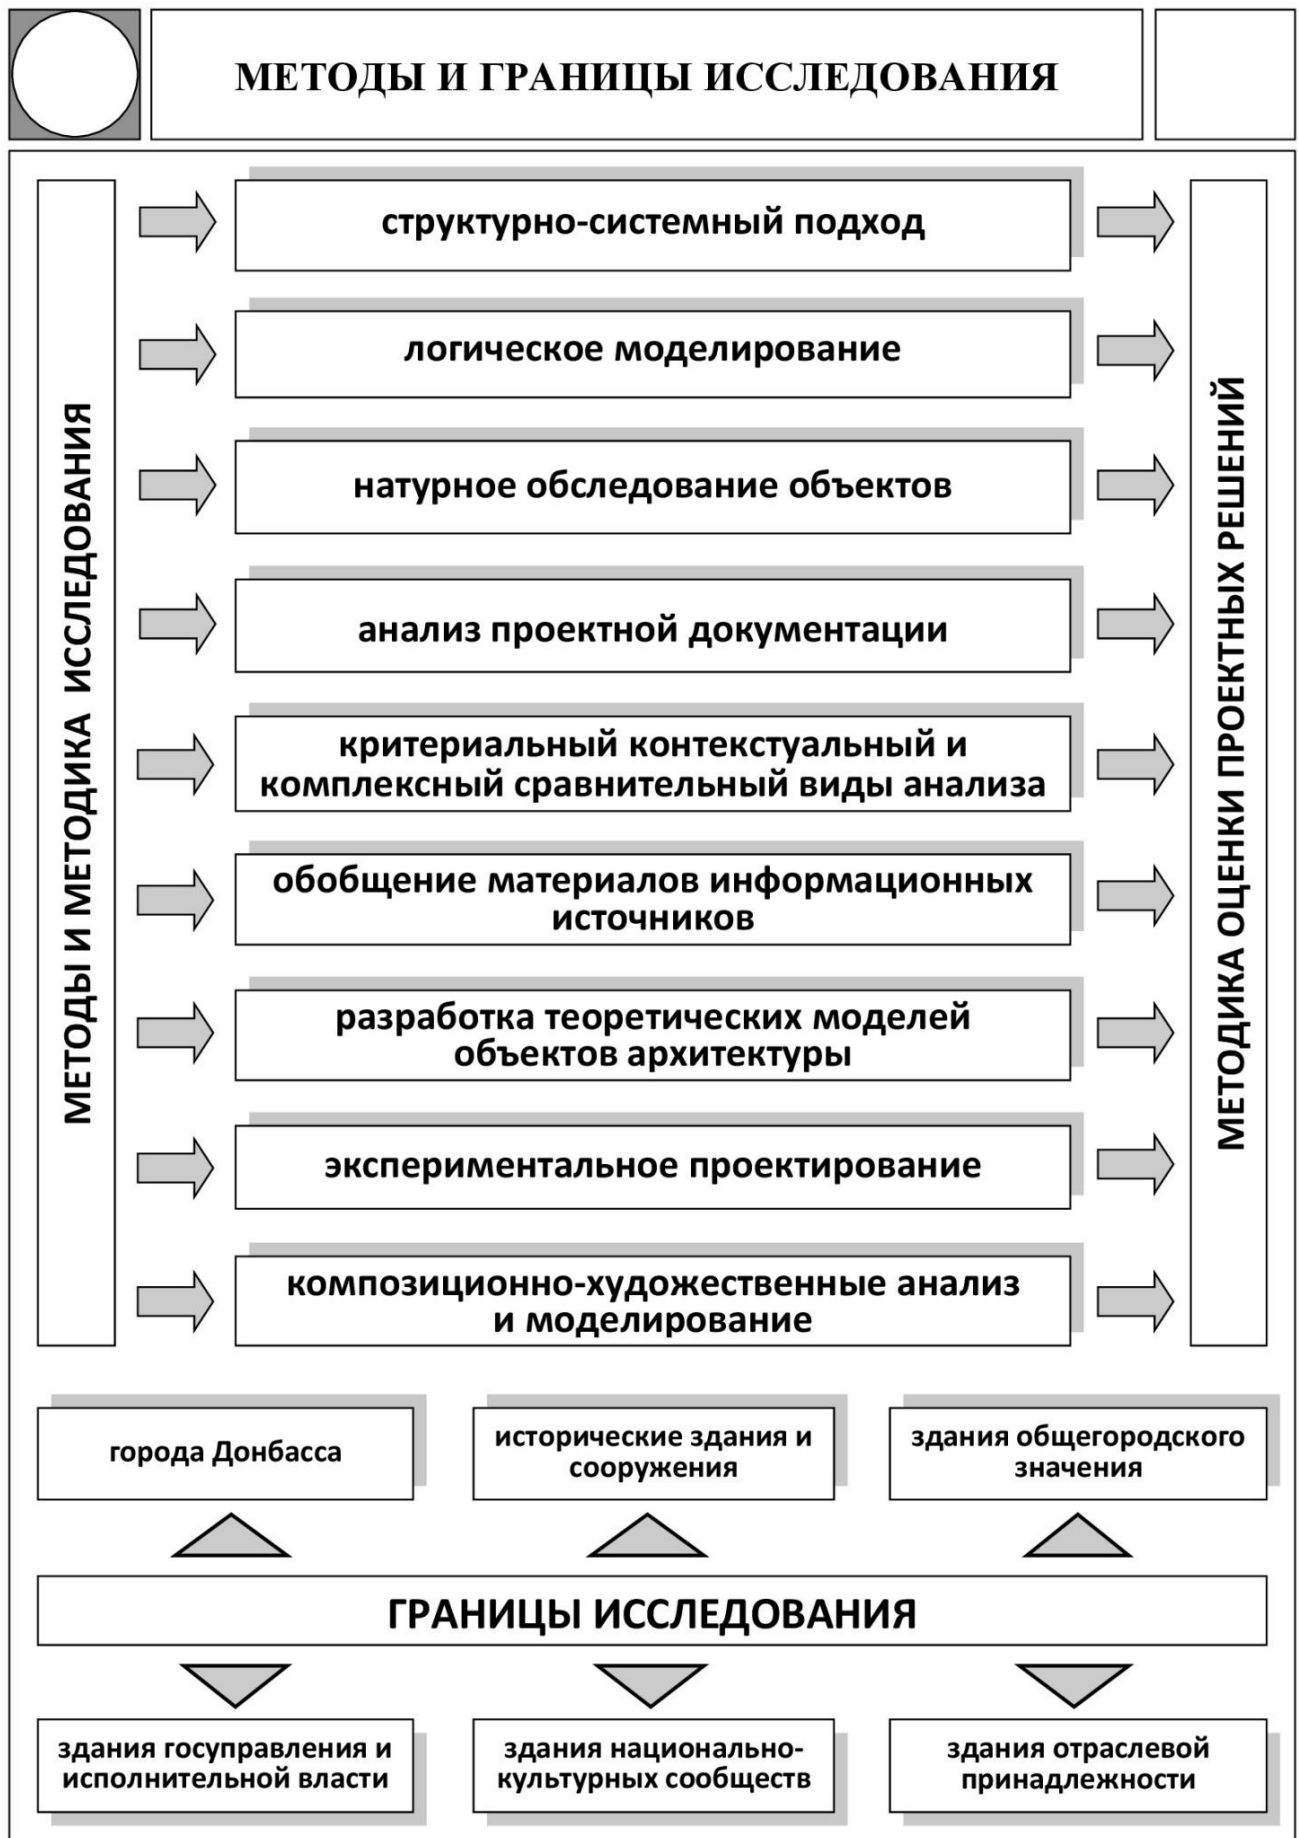 МЕТОДЫ И ГРАНИЦЫ ИССЛЕДОВАНИЯ
МЕТОДЫ И МЕТОДИКА ИССЛЕДОВАНИЯ
структурно-системный подход
логическое моделирование
натурное обследование объектов
анализ проектной документации
критериальный контекстуальный и
комплексный сравнительный виды анализа
обобщение материалов информационных
источников
разработка теоретических моделей
объектов архитектуры
экспериментальное проектирование
композиционно-художественные анализ
и моделирование
МЕТОДИКА ОЦЕНКИ ПРОЕКТНЫХ РЕШЕНИЙ
города Донбасса
исторические здания и
сооружения
здания общегородского
значения
ГРАНИЦЫ ИССЛЕДОВАНИЯ
здания госуправления и
исполнительной власти
здания национально-
культурных сообществ
здания отраслевой
принадлежности